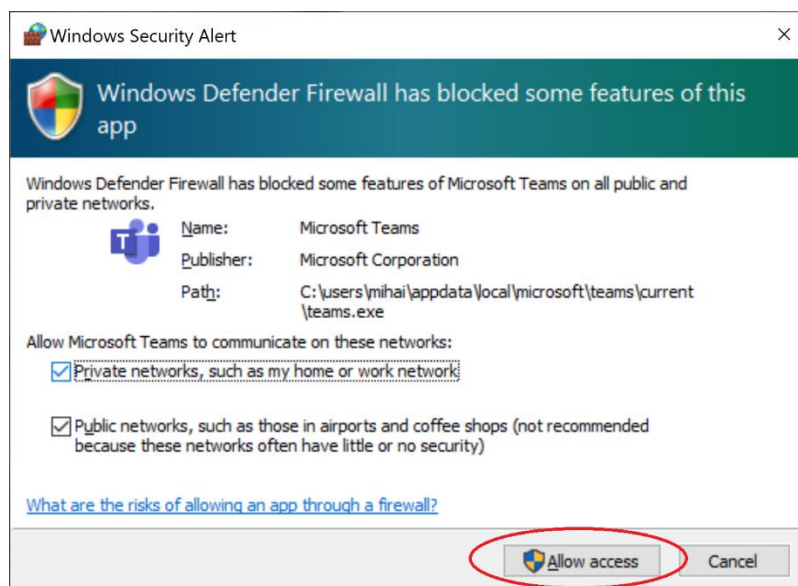 Windows Security Alert
Windows Defender Firewall has blocked some features of this
app
Windows Defender Firewall has blocked some features of Microsoft Teams on all public and
private networks.
T
Name: Microsoft Teams
Publisher: Microsoft Corporation
Path: C:\users\mihai\appdata\local\microsoft\teams\current
\teams.exe
Allow Microsoft Teams to communicate on these networks:
Private networks, such as my home or work network
Public networks, such as those in airports and coffee shops (not recommended
because these networks often have little or no security)
What are the risks of allowing an app through a firewall?
Allow access Cancel